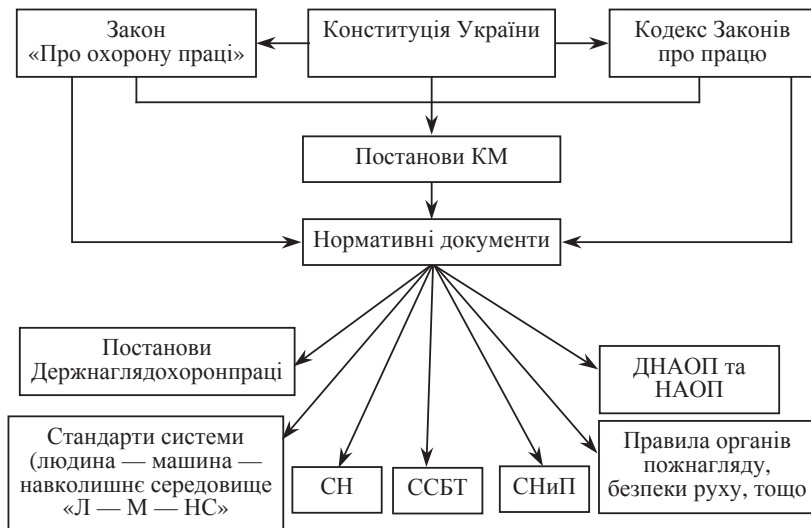 Закон
«Про охорону праці»
Конституція України
Кодекс Законів
про працю
Постанови КМ
Нормативні документи
Постанови
Держнаглядохоронпраці
ДНАОП та
НАОП
Стандарти системи
(людина — машина —
навколишнє середовище
«Л — М — НС»
СН
ССБТ
СНиП
Правила органів
пожнагляду,
безпеки руху, тощо